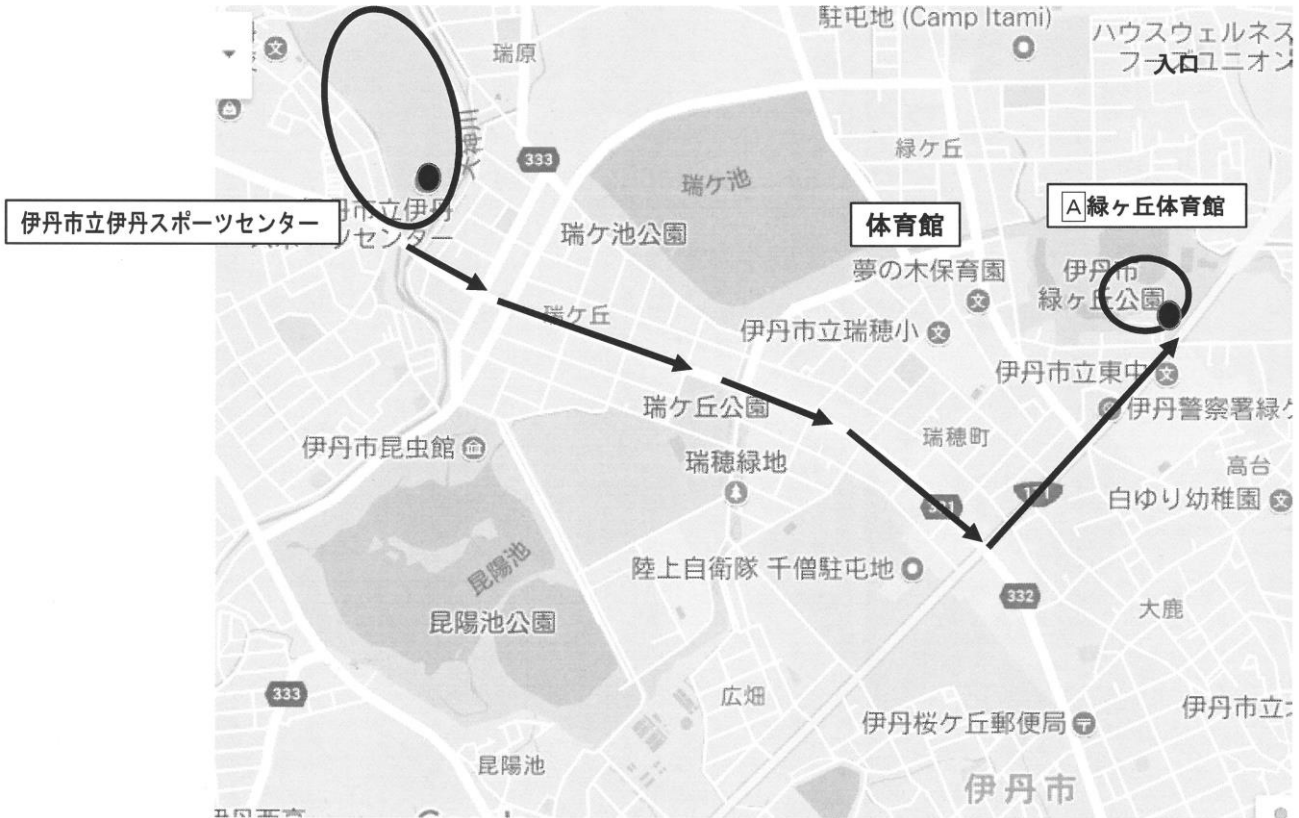 駐屯地 (Camp Itami)
ハウスウェルネス
フーズユニオン
入口
瑞原
天神川
333
緑ケ丘
瑞ケ池
A緑ヶ丘体育館
伊丹市立伊丹スポーツセンター
体育館
瑞ケ池公園
夢の木保育園
伊丹市
緑ヶ丘公園
瑞ケ丘
伊丹市立瑞穂小
伊丹市立東中
瑞ケ丘公園
伊丹警察署緑ケ
瑞穂町
伊丹市昆虫館
瑞穂緑地
高台
白ゆり幼稚園
171
昆陽池
陸上自衛隊 千僧駐屯地
332
大鹿
昆陽池公園
333
広畑
伊丹桜ケ丘郵便局
伊丹市立
昆陽池
伊丹市